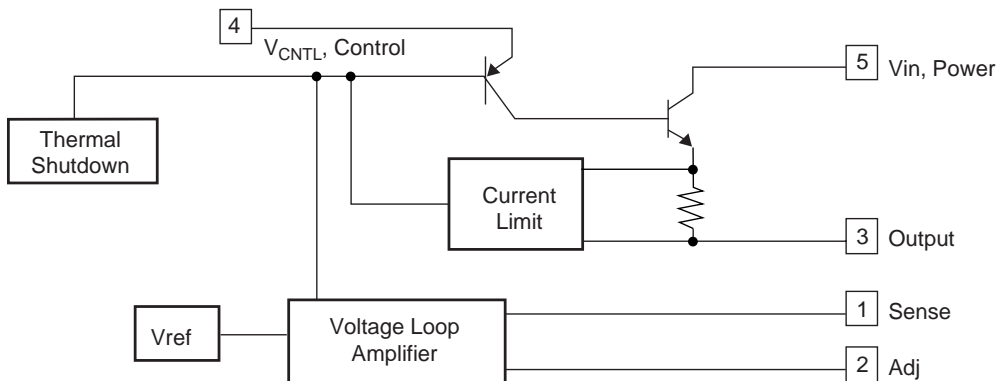 4
V_CNTL, Control
5
Vin, Power
Thermal
Shutdown
Current
Limit
3
Output
1
Sense
Vref
Voltage Loop
Amplifier
2
Adj